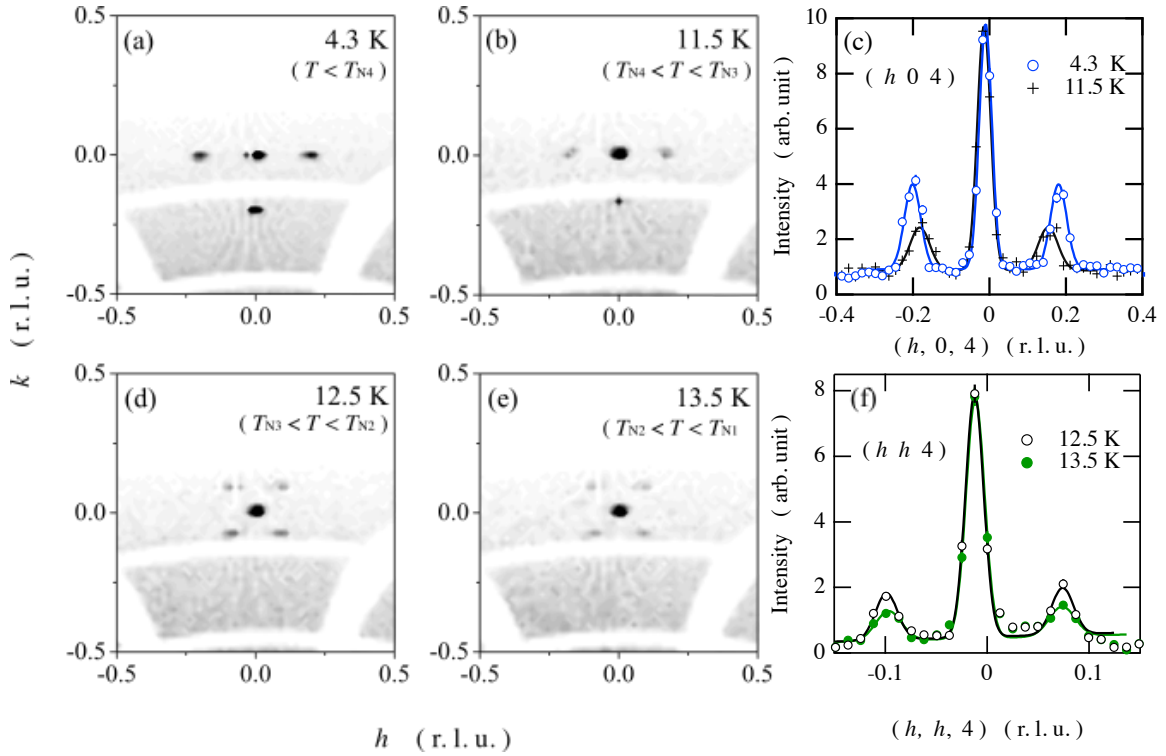 (a) 4.3 K
( T < TN4 )
0.5
0.0
-0.5
-0.5 0.0 0.5
(b) 11.5 K
( TN4 < T < TN3 )
0.5
0.0
-0.5
-0.5 0.0 0.5
(c)
( h 0 4 )
4.3 K
11.5 K
10
8
6
4
2
0
-0.4 -0.2 0 0.2 0.4
Intensity ( arb. unit )
( h, 0, 4 ) ( r. l. u. )
(d) 12.5 K
( TN3 < T < TN2 )
0.5
0.0
-0.5
-0.5 0.0 0.5
(e) 13.5 K
( TN2 < T < TN1 )
0.5
0.0
-0.5
-0.5 0.0 0.5
(f)
( h h 4 )
12.5 K
13.5 K
8
6
4
2
0
-0.1 0 0.1
Intensity ( arb. unit )
( h, h, 4 ) ( r. l. u. )
k ( r. l. u. )
h ( r. l. u. )